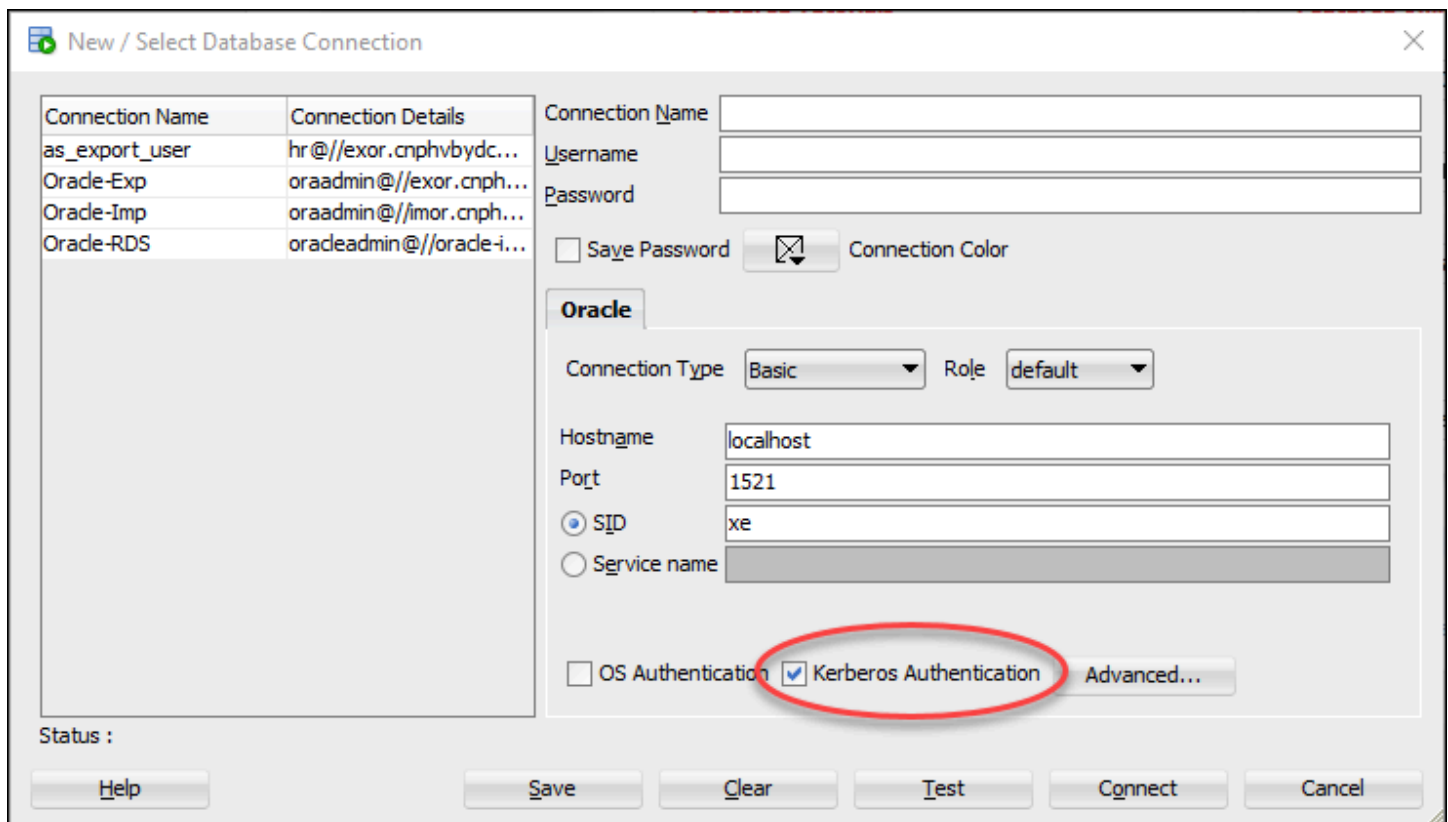 New / Select Database Connection
Connection Name Connection Details
as_export_user hr@//exor.cnphvbydc...
Oracle-Exp oraadmin@//exor.cnph...
Oracle-Imp oraadmin@//imor.cnph...
Oracle-RDS oracleadmin@//oracle-i...
Connection Name
Username
Password
Save Password Connection Color
Oracle
Connection Type Basic Role default
Hostname localhost
Port 1521
SID xe
Service name
OS Authentication Kerberos Authentication Advanced...
Status :
Help Save Clear Test Connect Cancel